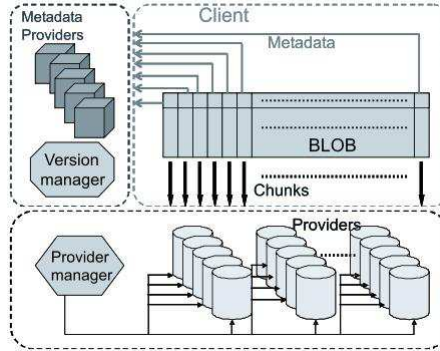 Metadata
Providers
Client
Metadata
BLOB
Version
manager
Chunks
Providers
Provider
manager